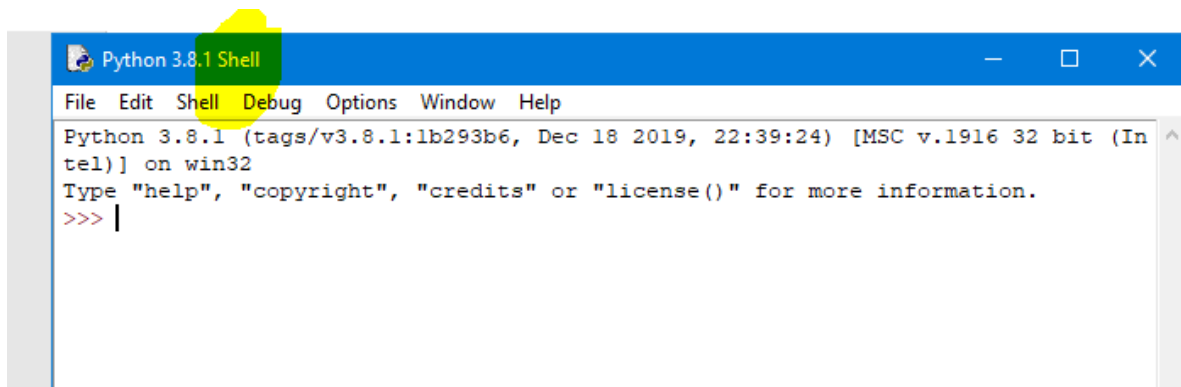 Python 3.8.1 Shell
File Edit Shell Debug Options Window Help
Python 3.8.1 (tags/v3.8.1:1b293b6, Dec 18 2019, 22:39:24) [MSC v.1916 32 bit (In
tel)] on win32
Type "help", "copyright", "credits" or "license()" for more information.
>>>